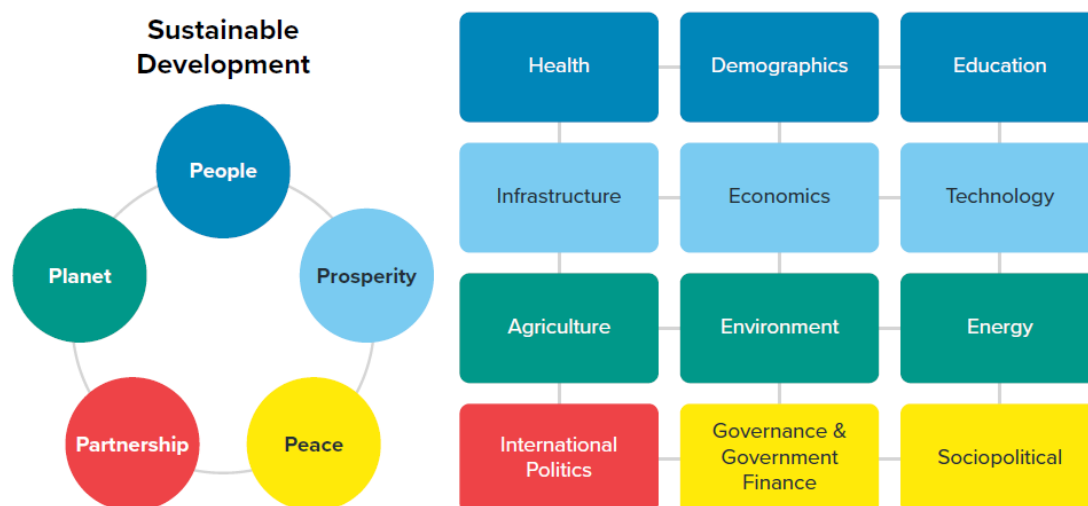 Sustainable
Development
People
Prosperity
Peace
Partnership
Planet
Health
Demographics
Education
Infrastructure
Economics
Technology
Agriculture
Environment
Energy
International
Politics
Governance &
Government
Finance
Sociopolitical